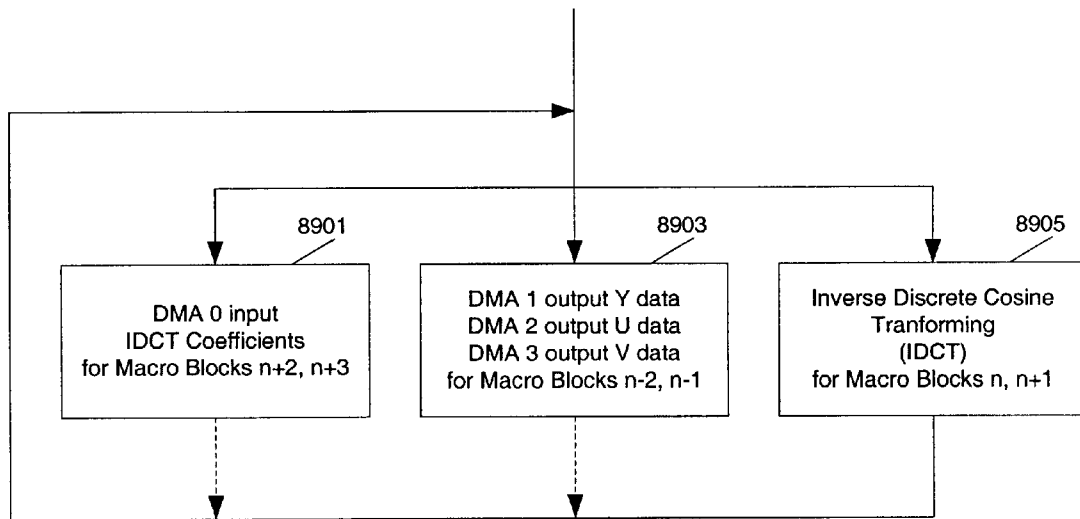 8901
8903
8905
DMA 0 input
IDCT Coefficients
for Macro Blocks n+2, n+3
DMA 1 output Y data
DMA 2 output U data
DMA 3 output V data
for Macro Blocks n-2, n-1
Inverse Discrete Cosine
Tranforming
(IDCT)
for Macro Blocks n, n+1